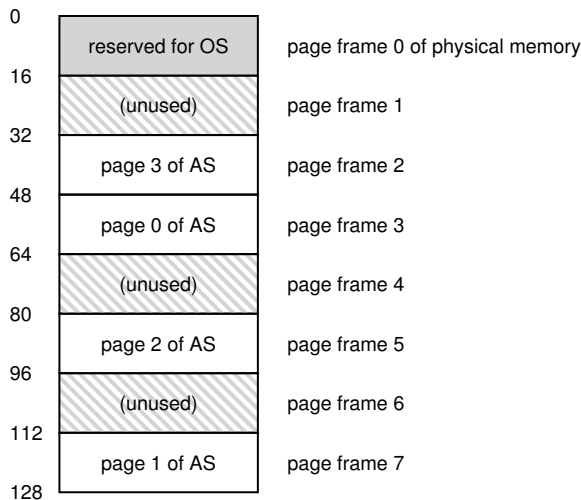 0
reserved for OS page frame 0 of physical memory
16
(unused) page frame 1
32
page 3 of AS page frame 2
48
page 0 of AS page frame 3
64
(unused) page frame 4
80
page 2 of AS page frame 5
96
(unused) page frame 6
112
page 1 of AS page frame 7
128